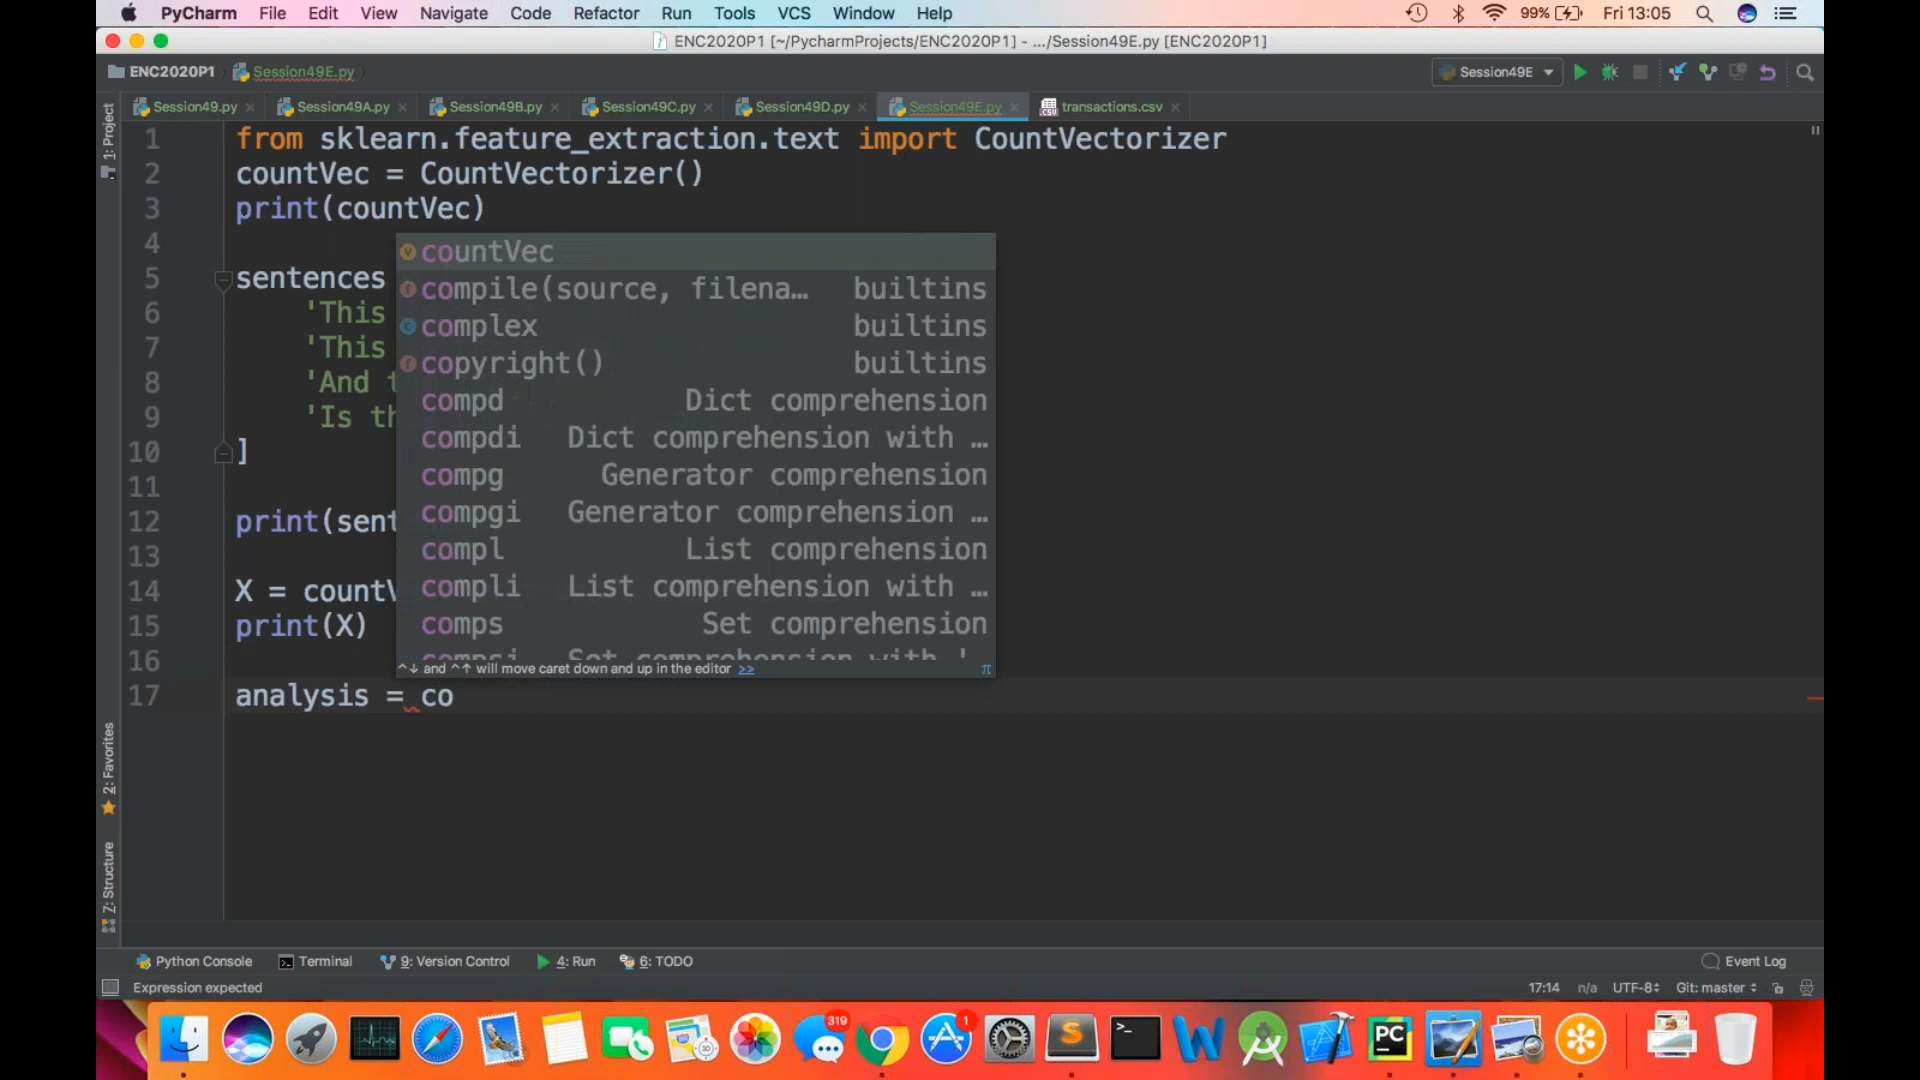 PyCharm File Edit View Navigate Code Refactor Run Tools VCS Window Help 99% Fri 13:05
ENC2020P1 [~/PycharmProjects/ENC2020P1] - .../Session49E.py [ENC2020P1]
ENC2020P1 Session49E.py Session49E
Session49.py Session49A.py Session49B.py Session49C.py Session49D.py Session49E.py transactions.csv
1: Project
1 from sklearn.feature_extraction.text import CountVectorizer
2 countVec = CountVectorizer()
3 print(countVec)
4
5 sentences
6 'This
7 'This
8 'And t
9 'Is th
10 ]
11
12 print(sent
13
14 X = countV
15 print(X)
16
17 analysis = co
countVec
compile(source, filena… builtins
complex builtins
copyright() builtins
compd Dict comprehension
compdi Dict comprehension with …
compg Generator comprehension
compgi Generator comprehension …
compl List comprehension
compli List comprehension with …
comps Set comprehension
compsi Set comprehension with '
^↓ and ^↑ will move caret down and up in the editor >> π
2: Favorites
7: Structure
Python Console Terminal 9: Version Control 4: Run 6: TODO Event Log
Expression expected 17:14 n/a UTF-8 Git: master
319
1
S
>_
W
PC